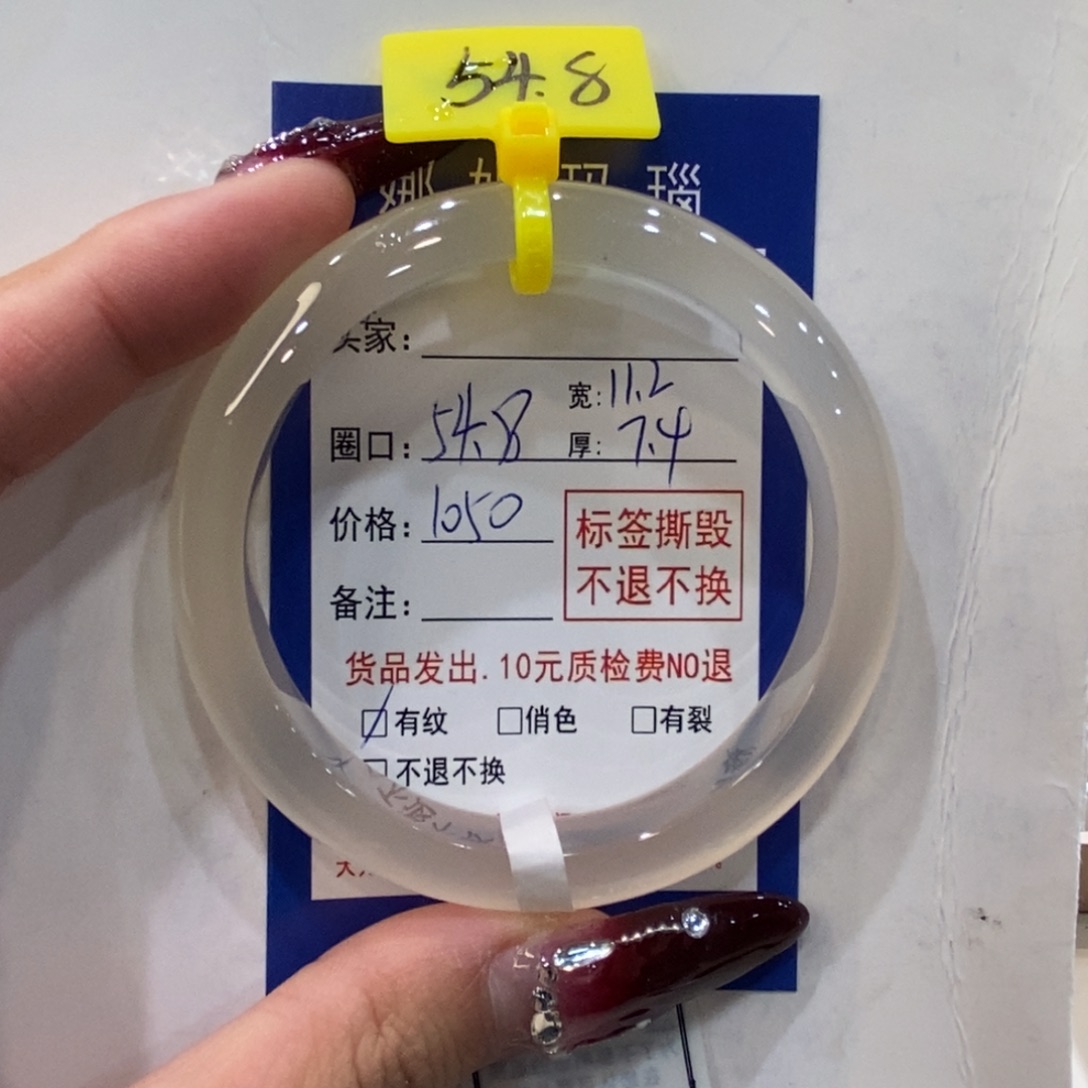 54.8
娜 瑙
家:
宽: 11.2
圈口: 54.8 厚: 7.4
价格: 1050
标签撕毁
不退不换
备注:
货品发出.10元质检费NO退
☑有纹 □俏色 □有裂
□不退不换